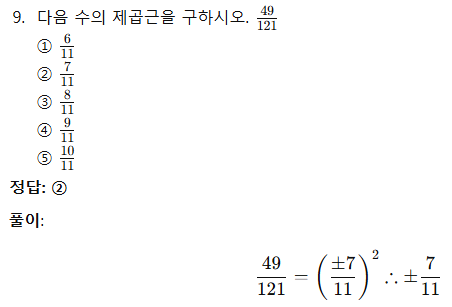 9. 다음 수의 제곱근을 구하시오. 49/121
① 6/11
② 7/11
③ 8/11
④ 9/11
⑤ 10/11
정답: ②
풀이:
49/121 = (±7/11)² ∴ ± 7/11